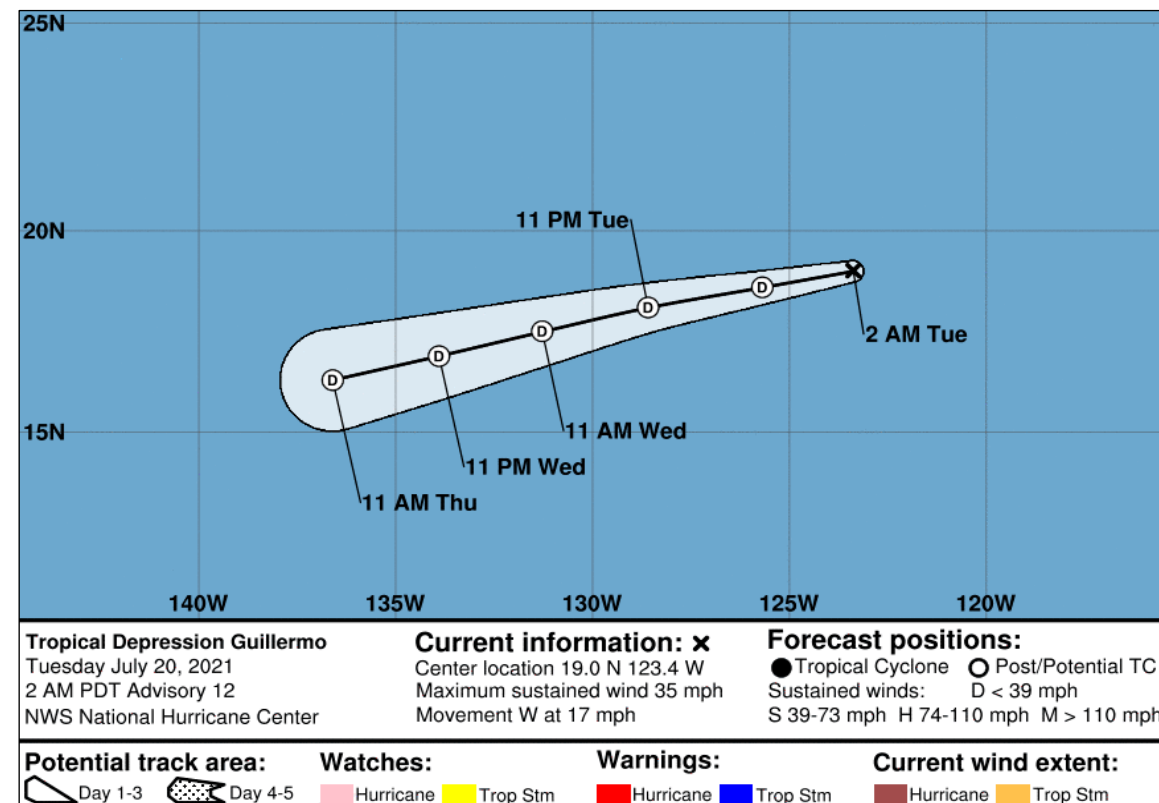 25N
20N
15N
11 PM Tue
D
D
2 AM Tue
D
D
D
11 AM Wed
11 PM Wed
11 AM Thu
140W 135W 130W 125W 120W
Tropical Depression Guillermo
Tuesday July 20, 2021
2 AM PDT Advisory 12
NWS National Hurricane Center
Current information: ×
Center location 19.0 N 123.4 W
Maximum sustained wind 35 mph
Movement W at 17 mph
Forecast positions:
Tropical Cyclone Post/Potential TC
Sustained winds: D < 39 mph
S 39-73 mph H 74-110 mph M > 110 mph
Potential track area:
Day 1-3 Day 4-5
Watches:
Hurricane Trop Stm
Warnings:
Hurricane Trop Stm
Current wind extent:
Hurricane Trop Stm